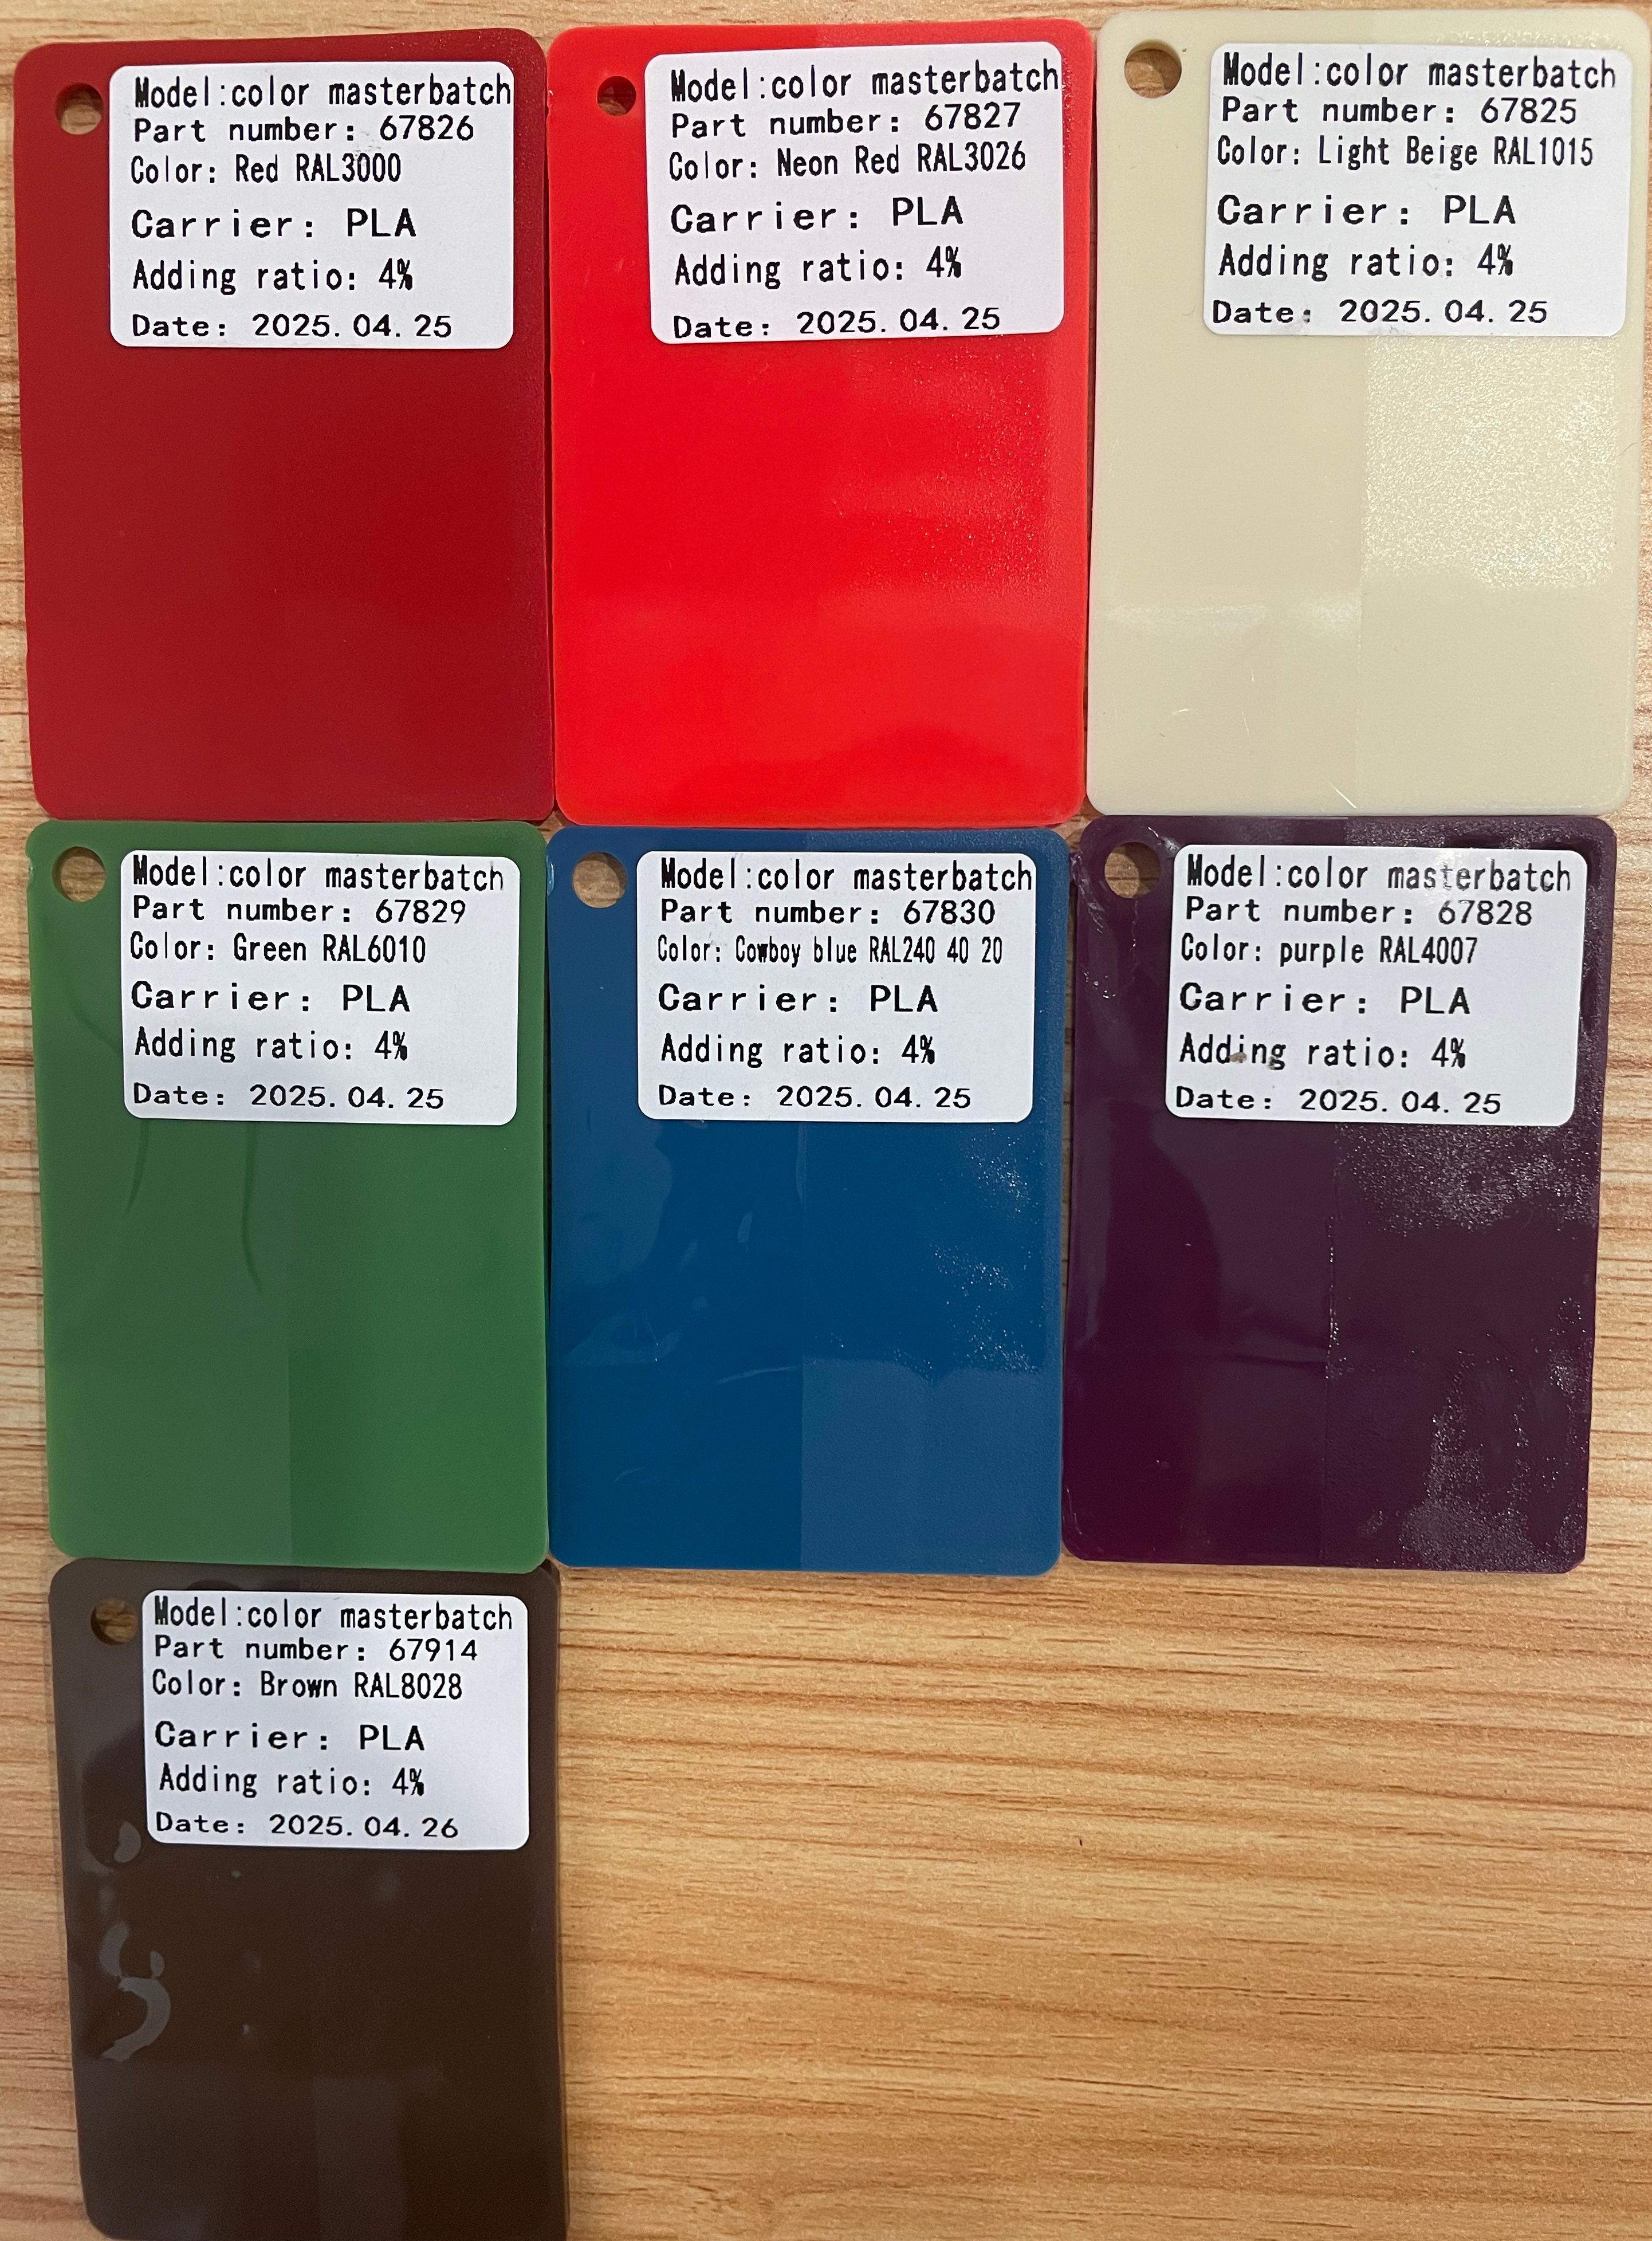 Model:color masterbatch
Part number: 67826
Color: Red RAL3000
Carrier: PLA
Adding ratio: 4%
Date: 2025.04.25
Model:color masterbatch
Part number: 67827
Color: Neon Red RAL3026
Carrier: PLA
Adding ratio: 4%
Date: 2025.04.25
Model:color masterbatch
Part number: 67825
Color: Light Beige RAL1015
Carrier: PLA
Adding ratio: 4%
Date: 2025.04.25
Model:color masterbatch
Part number: 67829
Color: Green RAL6010
Carrier: PLA
Adding ratio: 4%
Date: 2025.04.25
Model:color masterbatch
Part number: 67830
Color: Cowboy blue RAL240 40 20
Carrier: PLA
Adding ratio: 4%
Date: 2025.04.25
Model:color masterbatch
Part number: 67828
Color: purple RAL4007
Carrier: PLA
Adding ratio: 4%
Date: 2025.04.25
Model:color masterbatch
Part number: 67914
Color: Brown RAL8028
Carrier: PLA
Adding ratio: 4%
Date: 2025.04.26